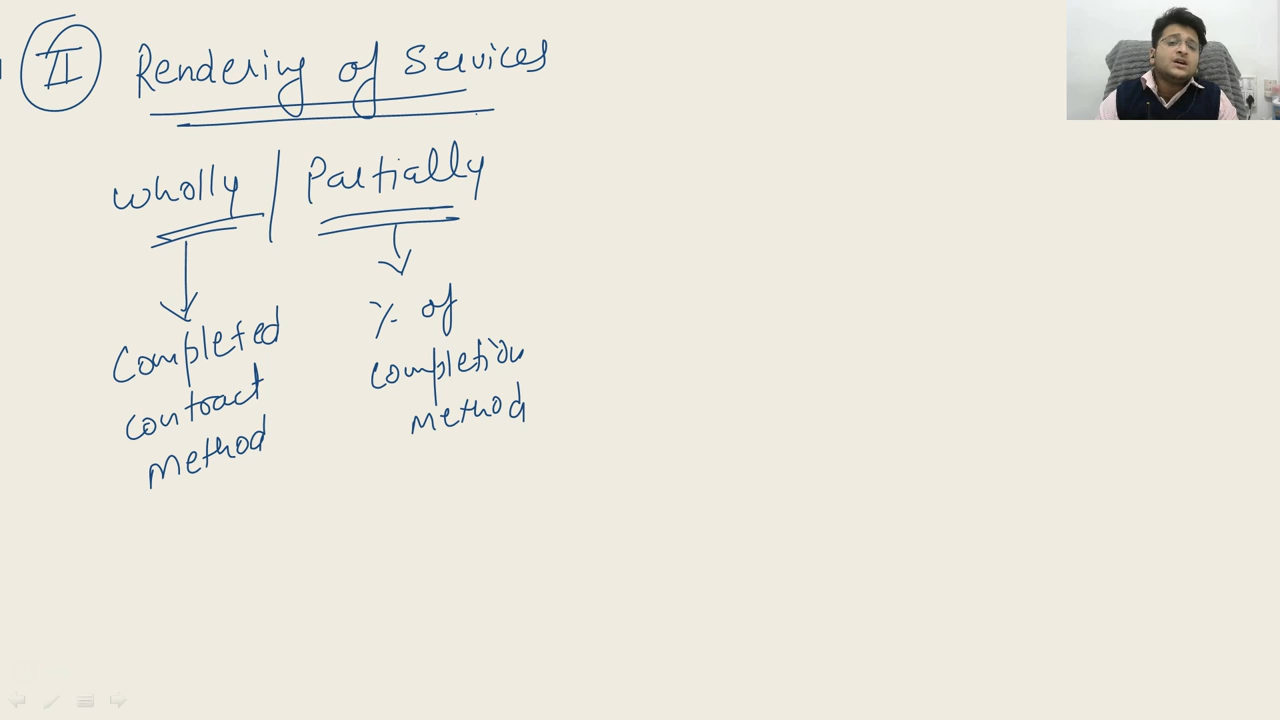 II Rendering of Services
wholly / Partially
Completed
contract
Method
% of
completion
Method